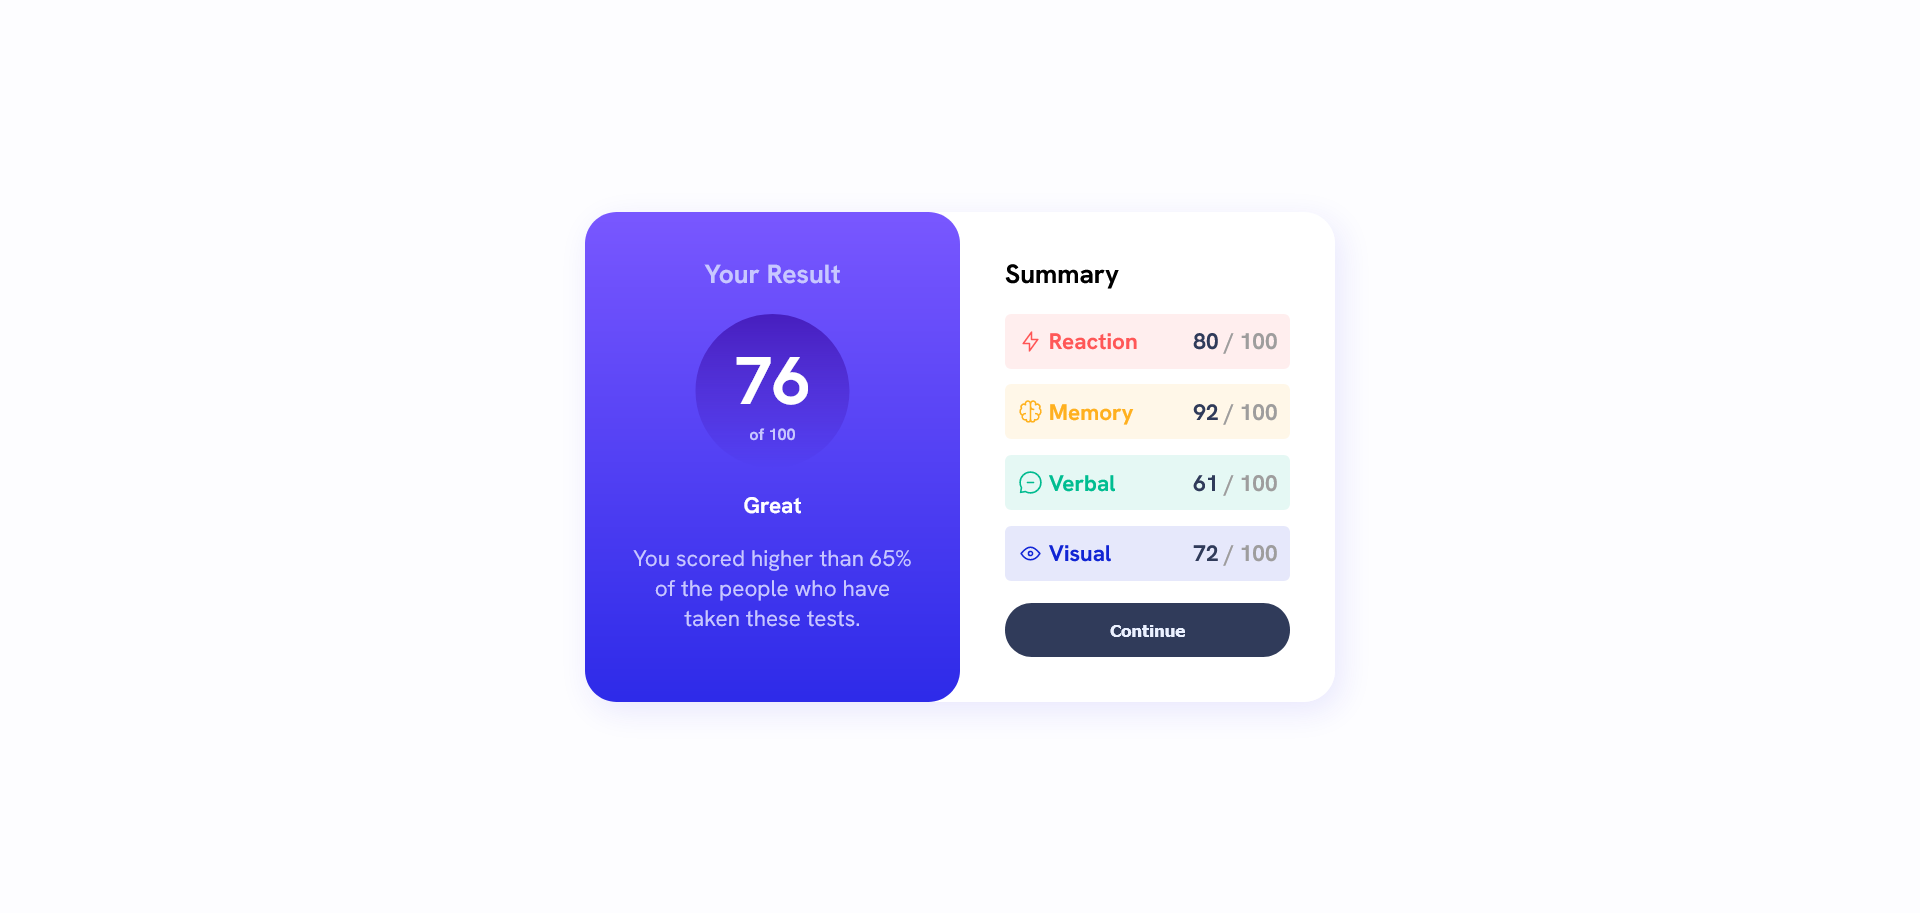 Your Result
76
of 100
Great
You scored higher than 65%
of the people who have
taken these tests.
Summary
Reaction 80 / 100
Memory 92 / 100
Verbal 61 / 100
Visual 72 / 100
Continue